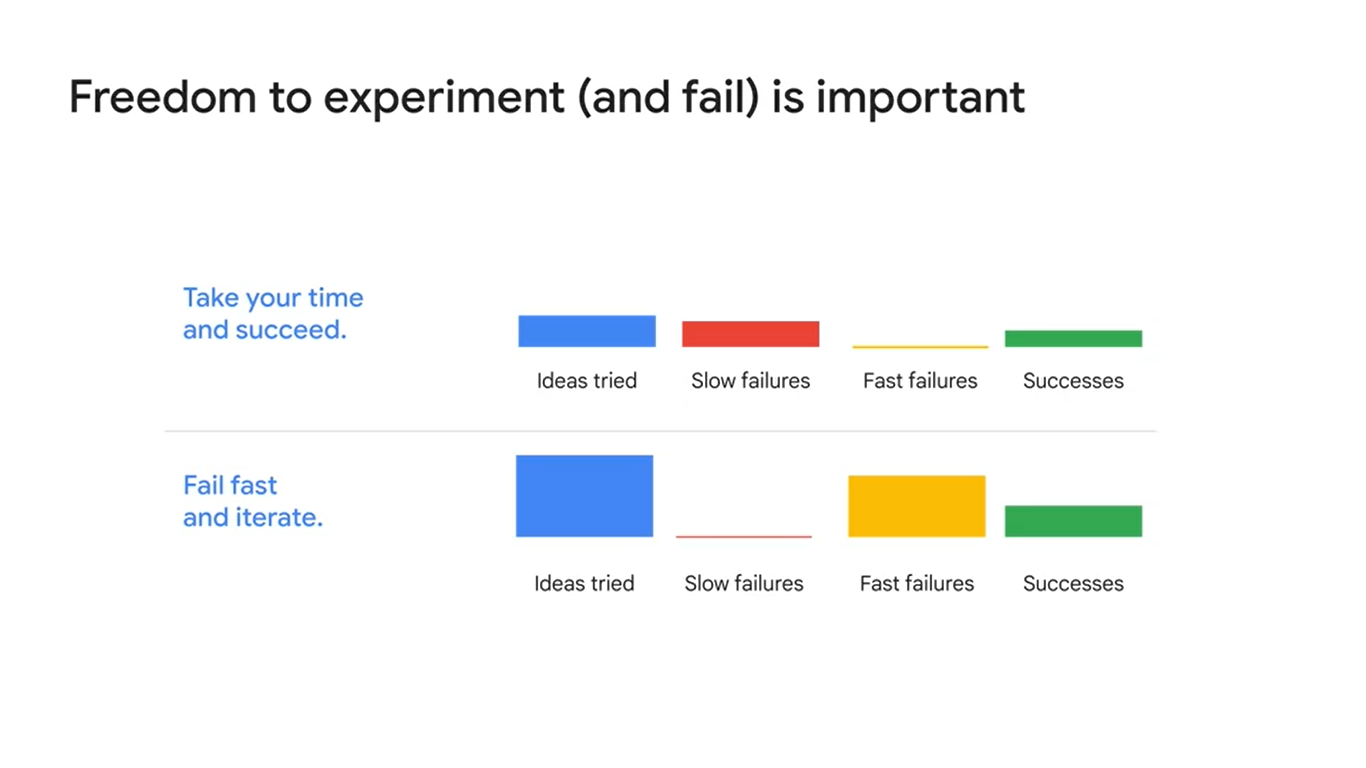 Freedom to experiment (and fail) is important
Take your time
and succeed.
Ideas tried
Slow failures
Fast failures
Successes
Fail fast
and iterate.
Ideas tried
Slow failures
Fast failures
Successes